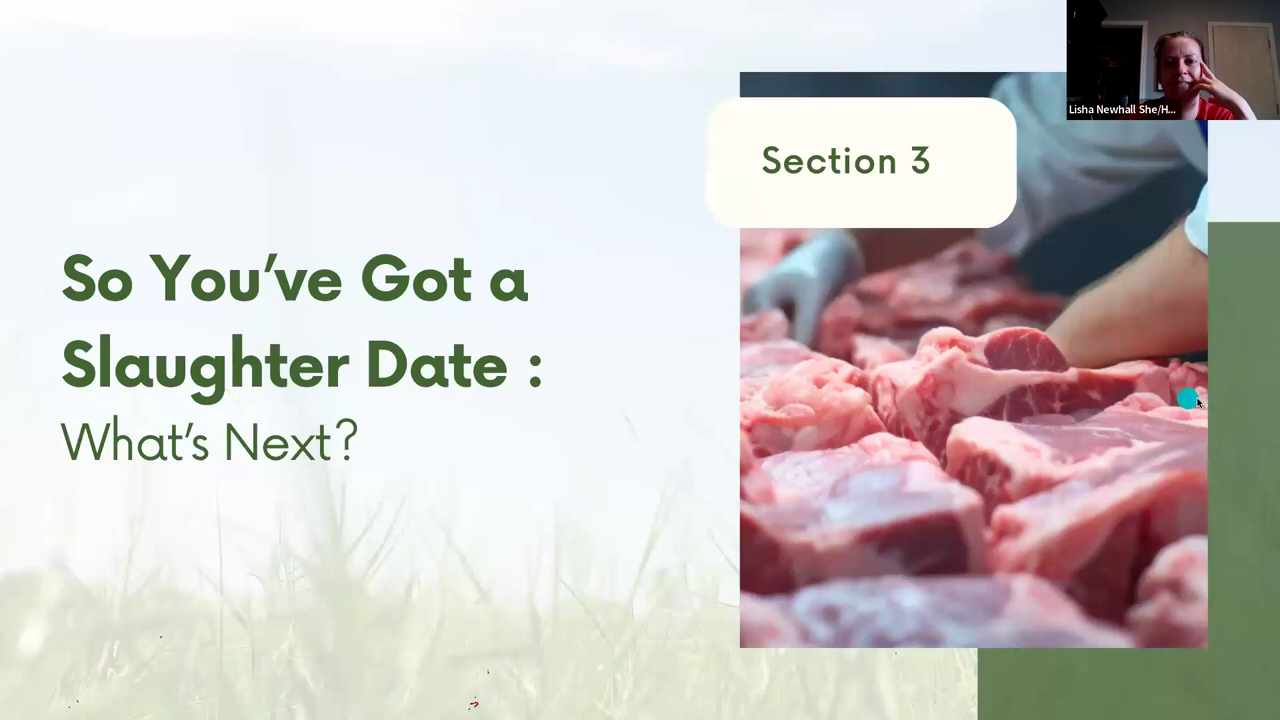 Lisha Newhall She/H...
Section 3
So You’ve Got a
Slaughter Date :
What’s Next?